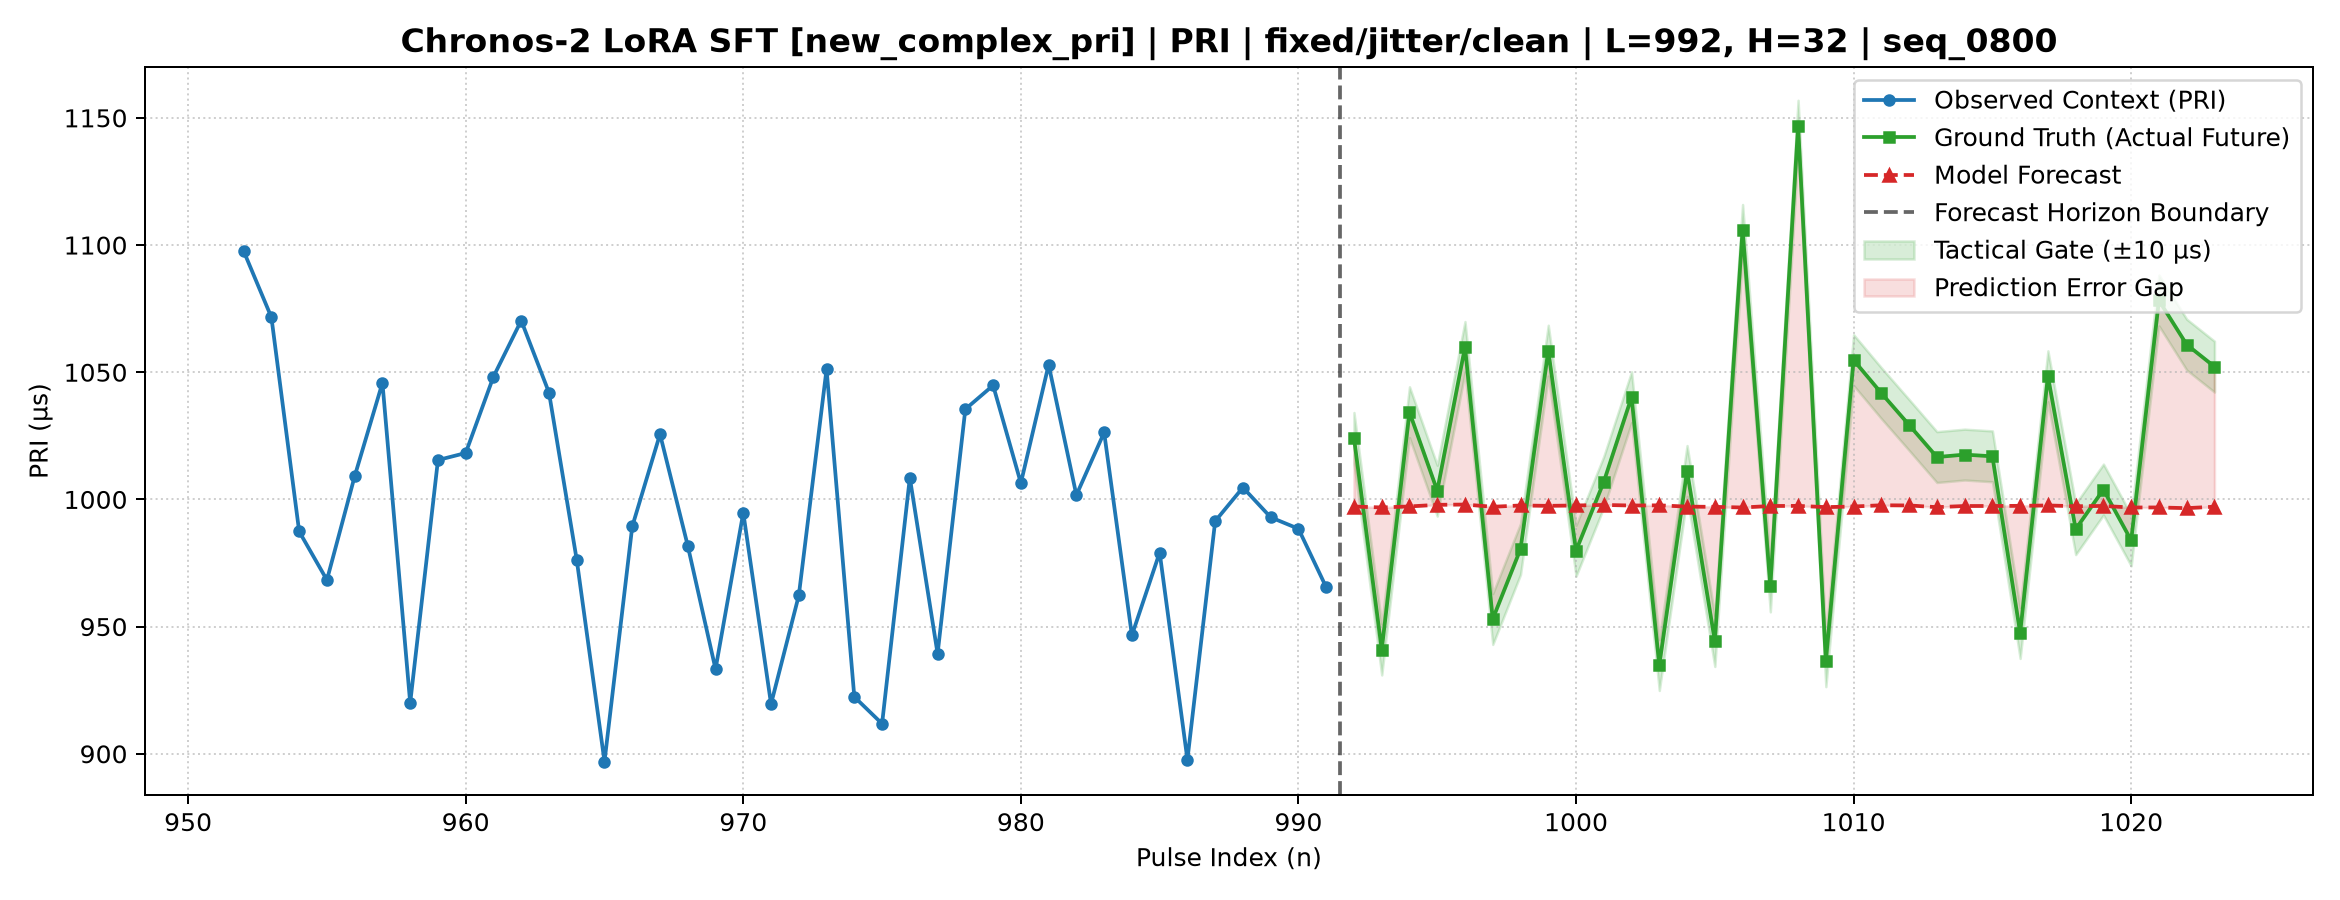 Chronos-2 LoRA SFT [new_complex_pri] | PRI | fixed/jitter/clean | L=992, H=32 | seq_0800
Observed Context (PRI)
Ground Truth (Actual Future)
Model Forecast
Forecast Horizon Boundary
Tactical Gate (±10 μs)
Prediction Error Gap
PRI (μs)
1150
1100
1050
1000
950
900
950
960
970
980
990
1000
1010
1020
Pulse Index (n)